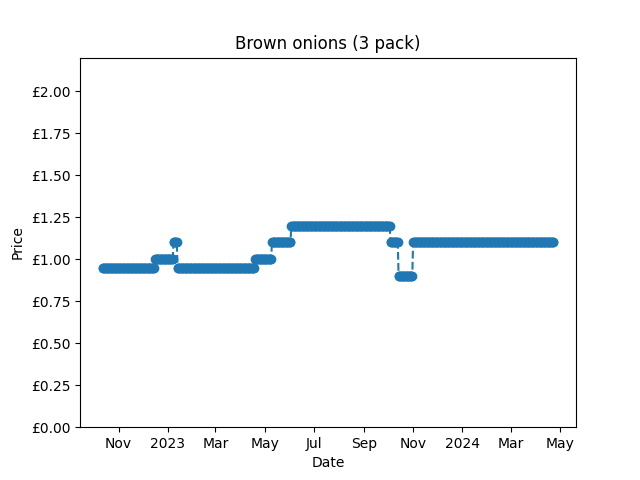 Brown onions (3 pack)
£2.00
£1.75
£1.50
£1.25
£1.00
£0.75
£0.50
£0.25
£0.00
Price
Nov 2023 Mar May Jul Sep Nov 2024 Mar May
Date